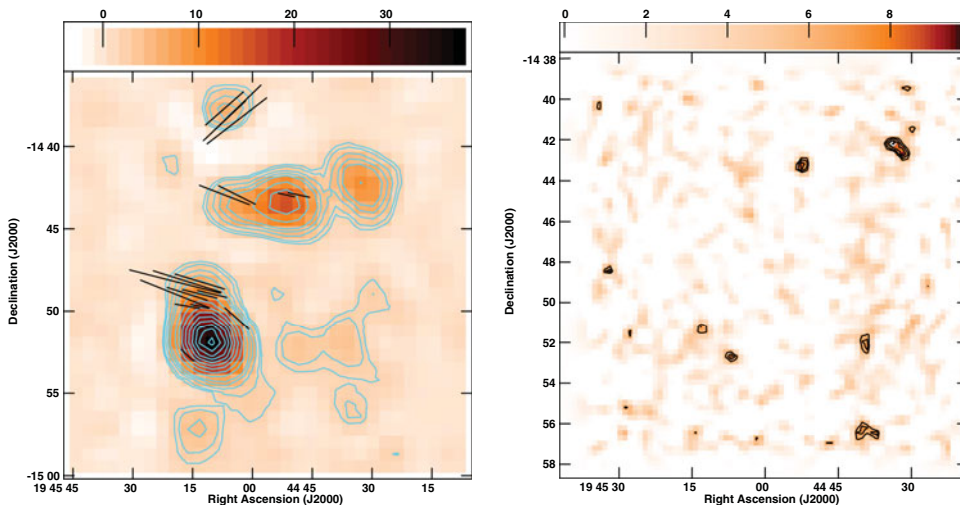 0 10 20 30
Declination (J2000)
-14 40
45
50
55
-15 00
19 45 45 30 15 00 44 45 30 15
Right Ascension (J2000)
0 2 4 6 8
Declination (J2000)
-14 38
40
42
44
46
48
50
52
54
56
58
19 45 30 15 00 44 45 30
Right Ascension (J2000)